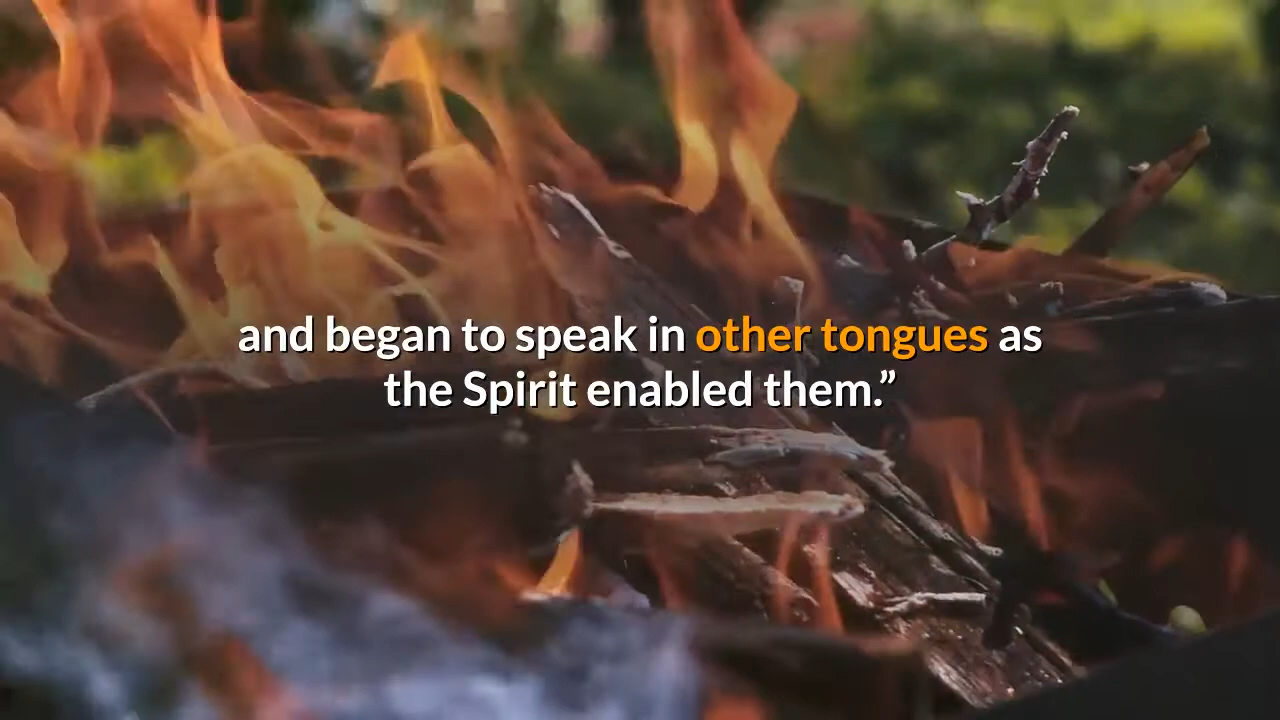 and began to speak in other tongues as
the Spirit enabled them.”